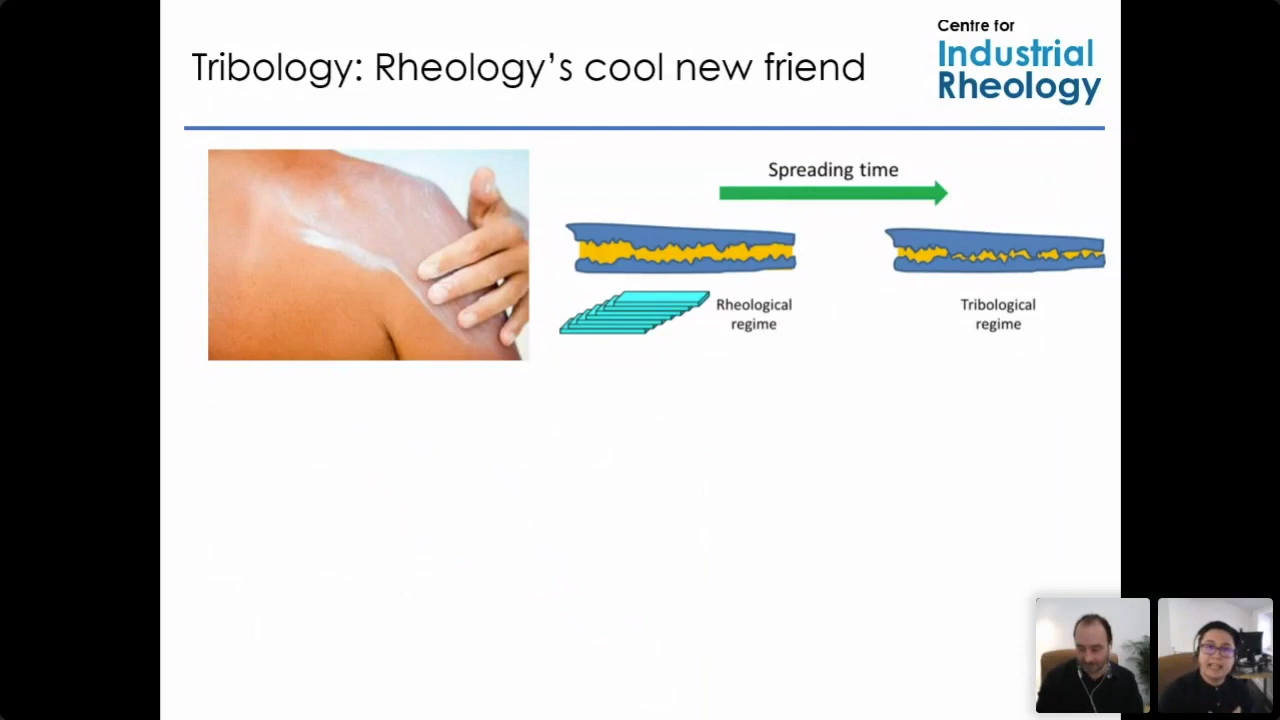 Tribology: Rheology's cool new friend
Centre for
Industrial
Rheology
Spreading time
Rheological
regime
Tribological
regime